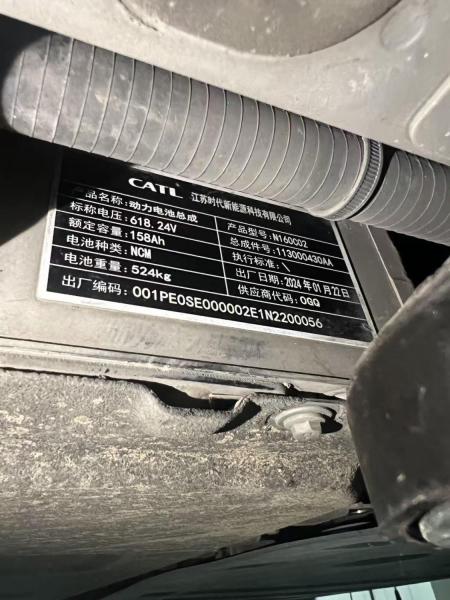 CATL 江苏时代新能源科技有限公司
产品名称: 动力电池总成 产品型号: N160C02
标称电压: 618.24V 总成件号: 113000430AA
额定容量: 158Ah 执行标准: \
电池种类: NCM 出厂日期: 2024年01月22日
电池重量: 524kg 供应商代码: 0GQ
出厂编码: 001PE0SE000002E1N2200056